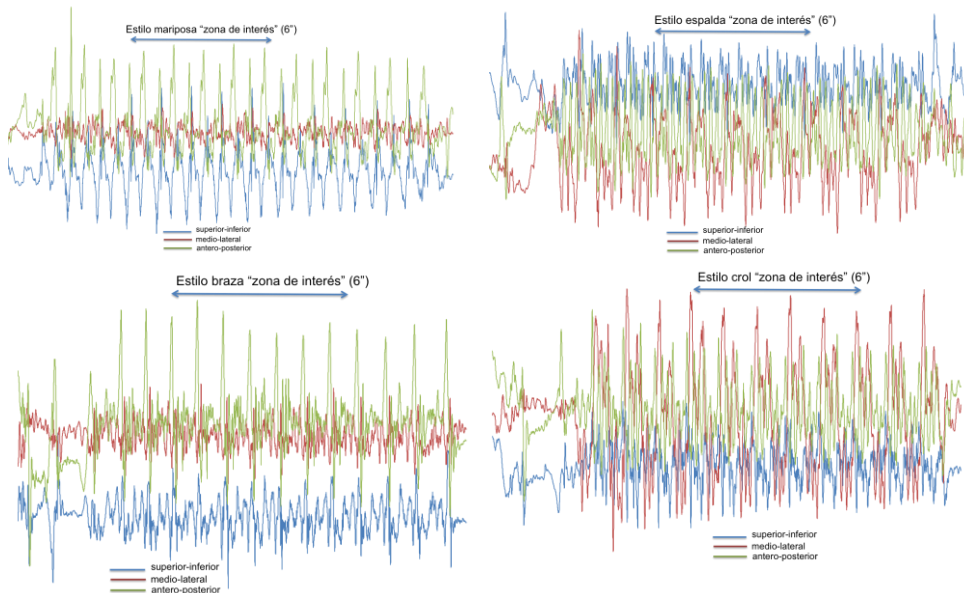 Estilo mariposa “zona de interés” (6”)
superior-inferior
medio-lateral
antero-posterior
Estilo espalda “zona de interés” (6”)
superior-inferior
medio-lateral
antero-posterior
Estilo braza “zona de interés” (6”)
superior-inferior
medio-lateral
antero-posterior
Estilo crol “zona de interés” (6”)
superior-inferior
medio-lateral
antero-posterior